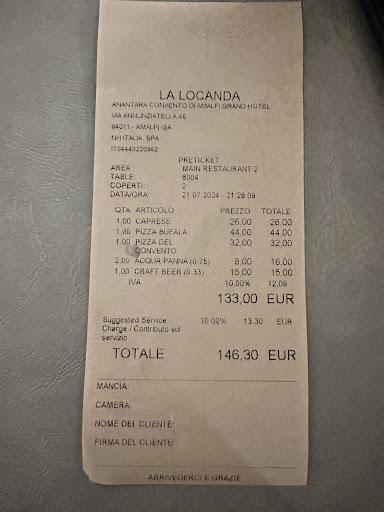 LA LOCANDA
ANANTARA CONVENTO DI AMALFI GRAND HOTEL
VIA ANNUNZIATELLA 46
84011 - AMALFI -SA
NH ITALIA, SPA
IT04440220962
PRETICKET
AREA MAIN RESTAURANT 2
TABLE: 6004
COPERTI: 2
DATA/ORA: 21.07.2024 - 21:28:09
QTA ARTICOLO PREZZO TOTALE
1,00 CAPRESE 26,00 26,00
1,00 PIZZA BUFALA 44,00 44,00
1,00 PIZZA DEL 32,00 32,00
CONVENTO
2,00 ACQUA PANNA (0.75) 8,00 16,00
1,00 CRAFT BEER (0.33) 15,00 15,00
IVA 10,00% 12,09
133,00 EUR
Suggested Service 10.00% 13,30 EUR
Charge / Contributo sul
servizio
TOTALE 146,30 EUR
MANCIA:
CAMERA:
NOME DEL CLIENTE:
FIRMA DEL CLIENTE:
ARRIVEDERCI E GRAZIE